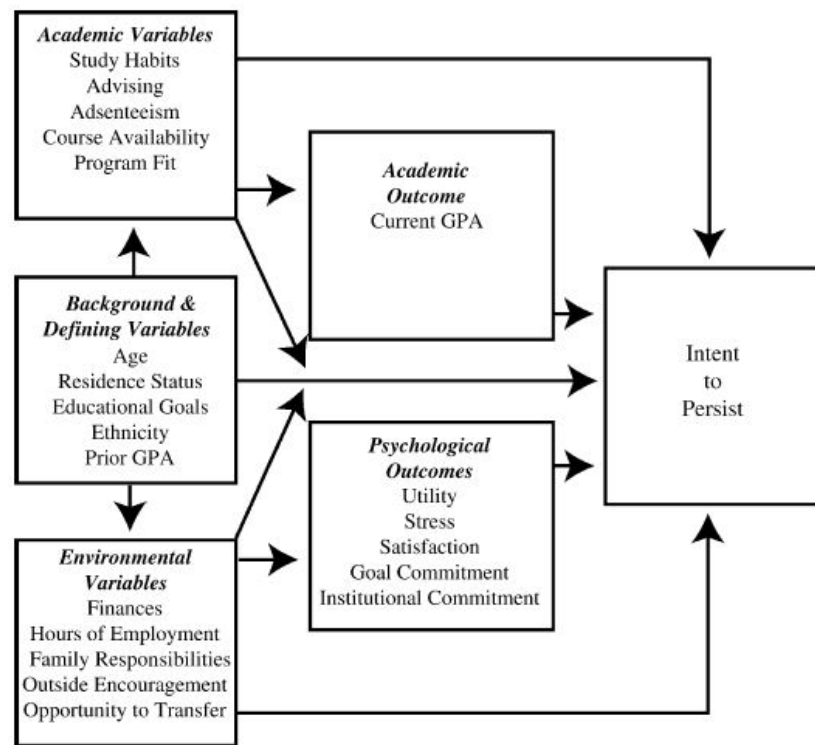 Academic Variables
Study Habits
Advising
Adsenteeism
Course Availability
Program Fit
Academic
Outcome
Current GPA
Background &
Defining Variables
Age
Residence Status
Educational Goals
Ethnicity
Prior GPA
Intent
to
Persist
Psychological
Outcomes
Utility
Stress
Satisfaction
Goal Commitment
Institutional Commitment
Environmental
Variables
Finances
Hours of Employment
Family Responsibilities
Outside Encouragement
Opportunity to Transfer